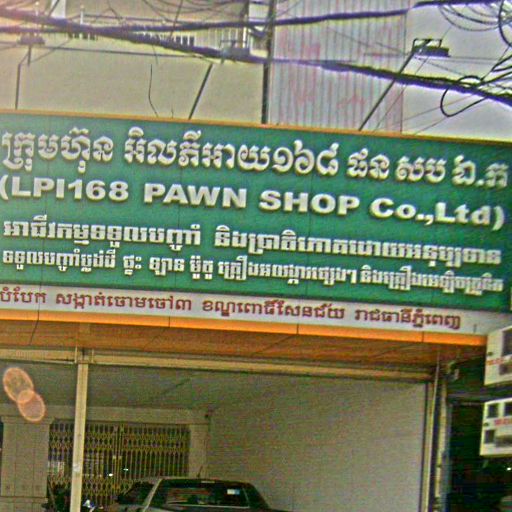 ក្រុមហ៊ុន អិលភីអាយ១៦៨ ផន សប ឯ.ក
(LPI168 PAWN SHOP Co.,Ltd)
អាជីវកម្មទទួលបញ្ចាំ និងប្រាតិភោគដោយអនុប្បទាន
ទទួលបញ្ចាំប្លង់ដី ផ្ទះ ឡាន ម៉ូតូ គ្រឿងអលង្ការផ្សេងៗ និងគ្រឿងអេឡិចត្រូនិក
បំបែក សង្កាត់ចោមចៅ៣ ខណ្ឌពោធិ៍សែនជ័យ រាជធានីភ្នំពេញ